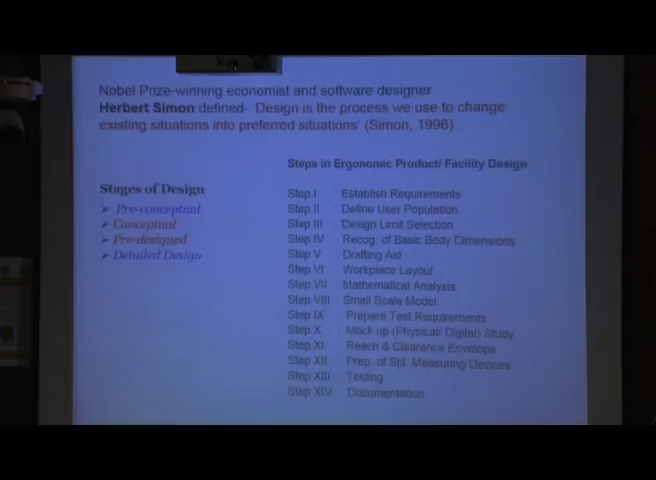 Nobel Prize-winning economist and software designer
Herbert Simon defined- 'Design is the process we use to change
existing situations into preferred situations' (Simon, 1996)
Stages of Design
➢ Pre-conceptual
➢ Conceptual
➢ Pre-designed
➢ Detailed Design
Steps in Ergonomic Product/ Facility Design
Step I : Establish Requirements
Step II : Define User Population
Step III : Design Limit Selection
Step IV : Recog. of Basic Body Dimensions
Step V : Drafting Aid
Step VI : Workplace Layout
Step VII : Mathematical Analysis
Step VIII : Small Scale Model
Step IX : Prepare Test Requirements
Step X : Mock up (Physical/ Digital) Study
Step XI : Reach & Clearance Envelops
Step XII : Prep. of Spl. Measuring Devices
Step XIII : Testing
Step XIV : Documentation